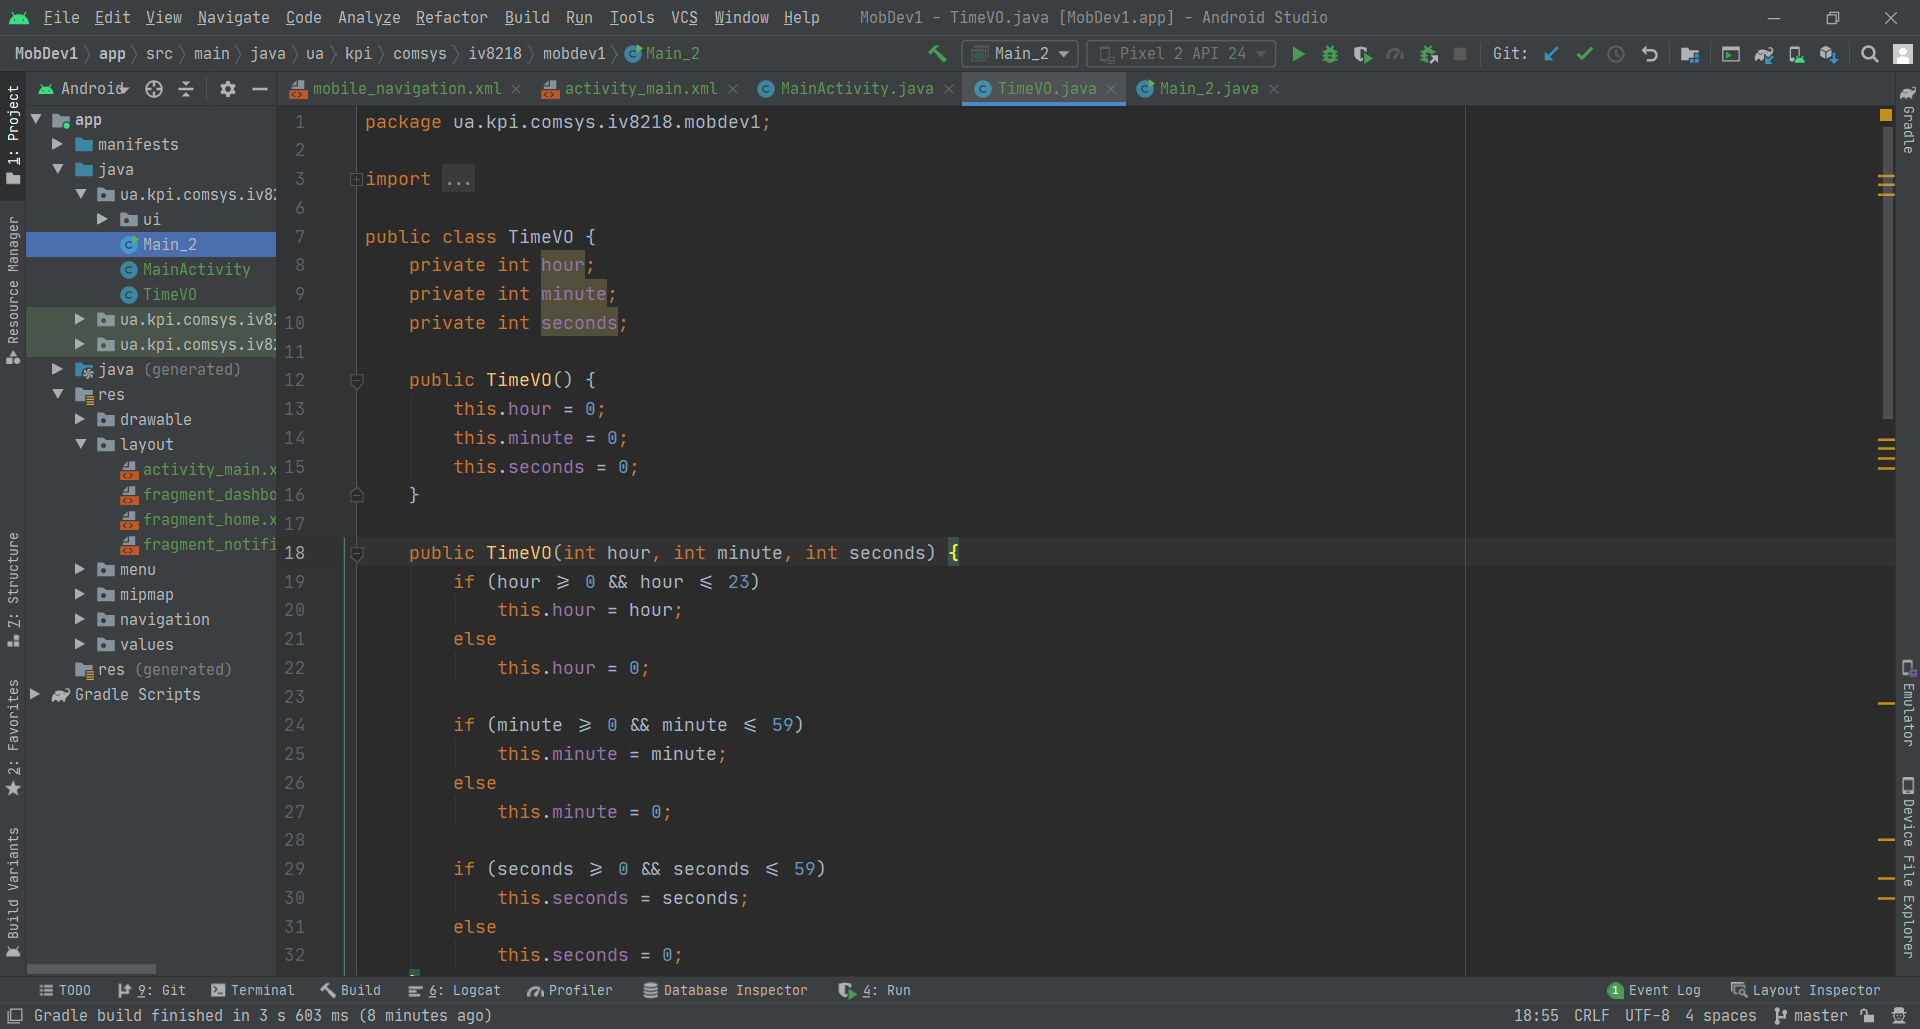 File Edit View Navigate Code Analyze Refactor Build Run Tools VCS Window Help MobDev1 - TimeVO.java [MobDev1.app] - Android Studio
MobDev1 app src main java ua kpi comsys iv8218 mobdev1 Main_2 Main_2 Pixel 2 API 24 Git:
Android mobile_navigation.xml activity_main.xml MainActivity.java TimeVO.java Main_2.java
1: Project
Resource Manager
7: Structure
2: Favorites
Build Variants
app
manifests
java
ua.kpi.comsys.iv82
ui
Main_2
MainActivity
TimeVO
ua.kpi.comsys.iv82
ua.kpi.comsys.iv82
java (generated)
res
drawable
layout
activity_main.x
fragment_dashbo
fragment_home.x
fragment_notifi
menu
mipmap
navigation
values
res (generated)
Gradle Scripts
1 package ua.kpi.comsys.iv8218.mobdev1;
2
3 import ...
6
7 public class TimeVO {
8 private int hour;
9 private int minute;
10 private int seconds;
11
12 public TimeVO() {
13 this.hour = 0;
14 this.minute = 0;
15 this.seconds = 0;
16 }
17
18 public TimeVO(int hour, int minute, int seconds) {
19 if (hour ⩾ 0 && hour ⩽ 23)
20 this.hour = hour;
21 else
22 this.hour = 0;
23
24 if (minute ⩾ 0 && minute ⩽ 59)
25 this.minute = minute;
26 else
27 this.minute = 0;
28
29 if (seconds ⩾ 0 && seconds ⩽ 59)
30 this.seconds = seconds;
31 else
32 this.seconds = 0;
Gradle
Emulator
Device File Explorer
TODO 9: Git Terminal Build 6: Logcat Profiler Database Inspector 4: Run 1 Event Log Layout Inspector
Gradle build finished in 3 s 603 ms (8 minutes ago) 18:55 CRLF UTF-8 4 spaces master